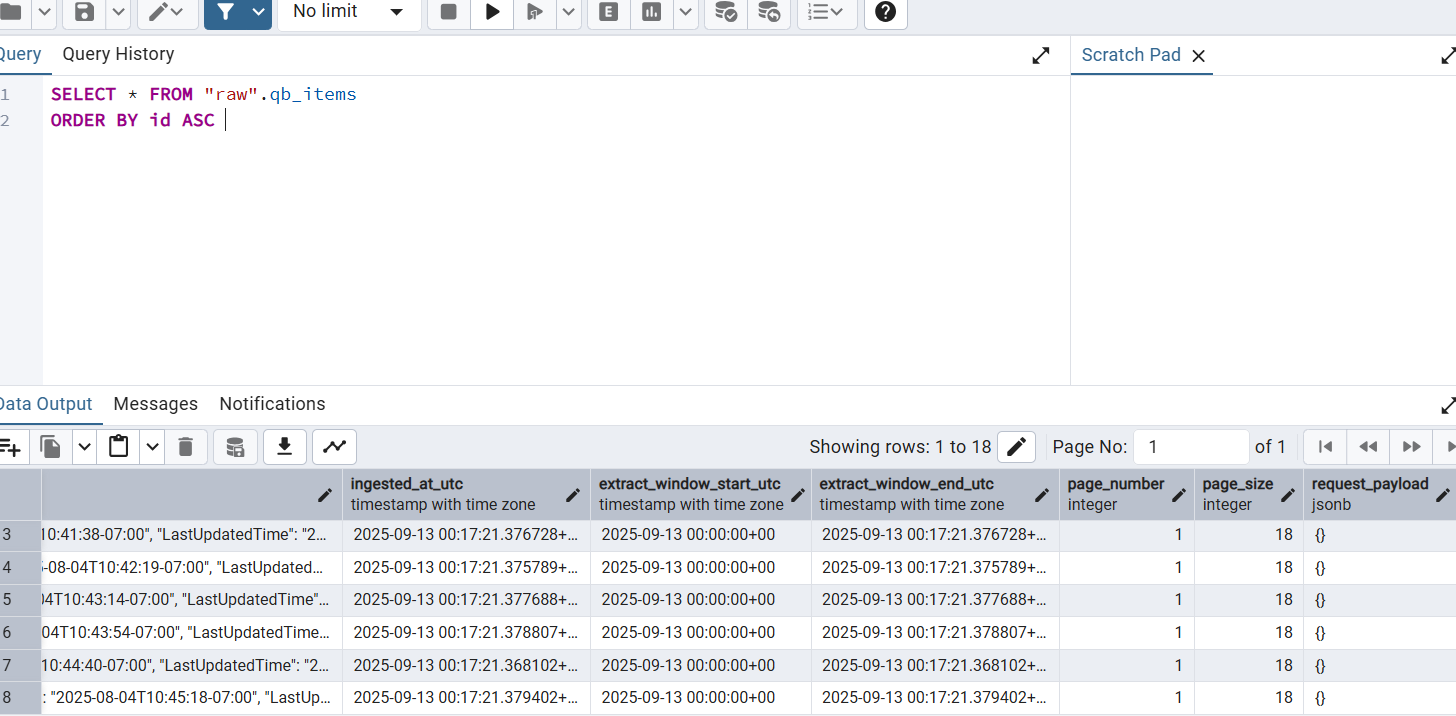 No limit
E
?
Query Query History
Scratch Pad
1 SELECT * FROM "raw".qb_items
2 ORDER BY id ASC
Data Output Messages Notifications
Showing rows: 1 to 18 Page No: 1 of 1
ingested_at_utc extract_window_start_utc extract_window_end_utc page_number page_size request_payload
timestamp with time zone timestamp with time zone timestamp with time zone integer integer jsonb
3 10:41:38-07:00", "LastUpdatedTime": "2... 2025-09-13 00:17:21.376728+... 2025-09-13 00:00:00+00 2025-09-13 00:17:21.376728+... 1 18 {}
4 -08-04T10:42:19-07:00", "LastUpdated... 2025-09-13 00:17:21.375789+... 2025-09-13 00:00:00+00 2025-09-13 00:17:21.375789+... 1 18 {}
5 04T10:43:14-07:00", "LastUpdatedTime"... 2025-09-13 00:17:21.377688+... 2025-09-13 00:00:00+00 2025-09-13 00:17:21.377688+... 1 18 {}
6 04T10:43:54-07:00", "LastUpdatedTime... 2025-09-13 00:17:21.378807+... 2025-09-13 00:00:00+00 2025-09-13 00:17:21.378807+... 1 18 {}
7 10:44:40-07:00", "LastUpdatedTime": "2... 2025-09-13 00:17:21.368102+... 2025-09-13 00:00:00+00 2025-09-13 00:17:21.368102+... 1 18 {}
8 : "2025-08-04T10:45:18-07:00", "LastUp... 2025-09-13 00:17:21.379402+... 2025-09-13 00:00:00+00 2025-09-13 00:17:21.379402+... 1 18 {}